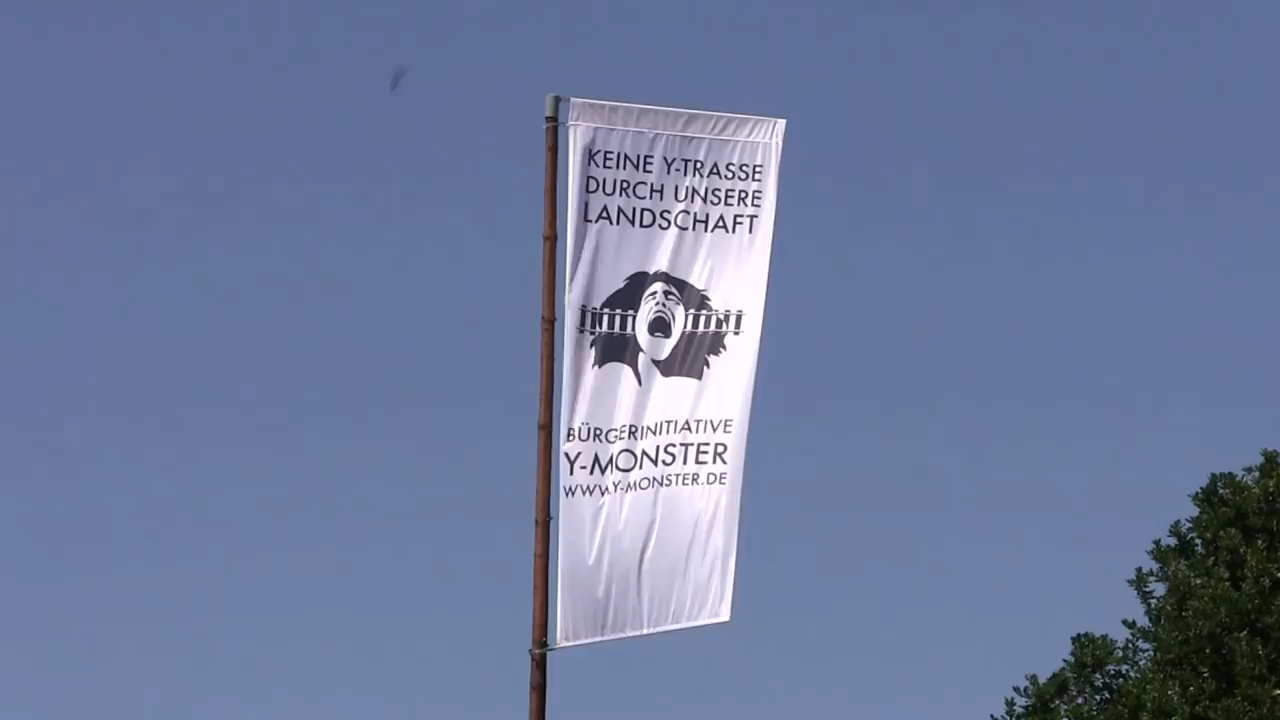 KEINE Y-TRASSE
DURCH UNSERE
LANDSCHAFT
BÜRGERINITIATIVE
Y-MONSTER
WWW.Y-MONSTER.DE